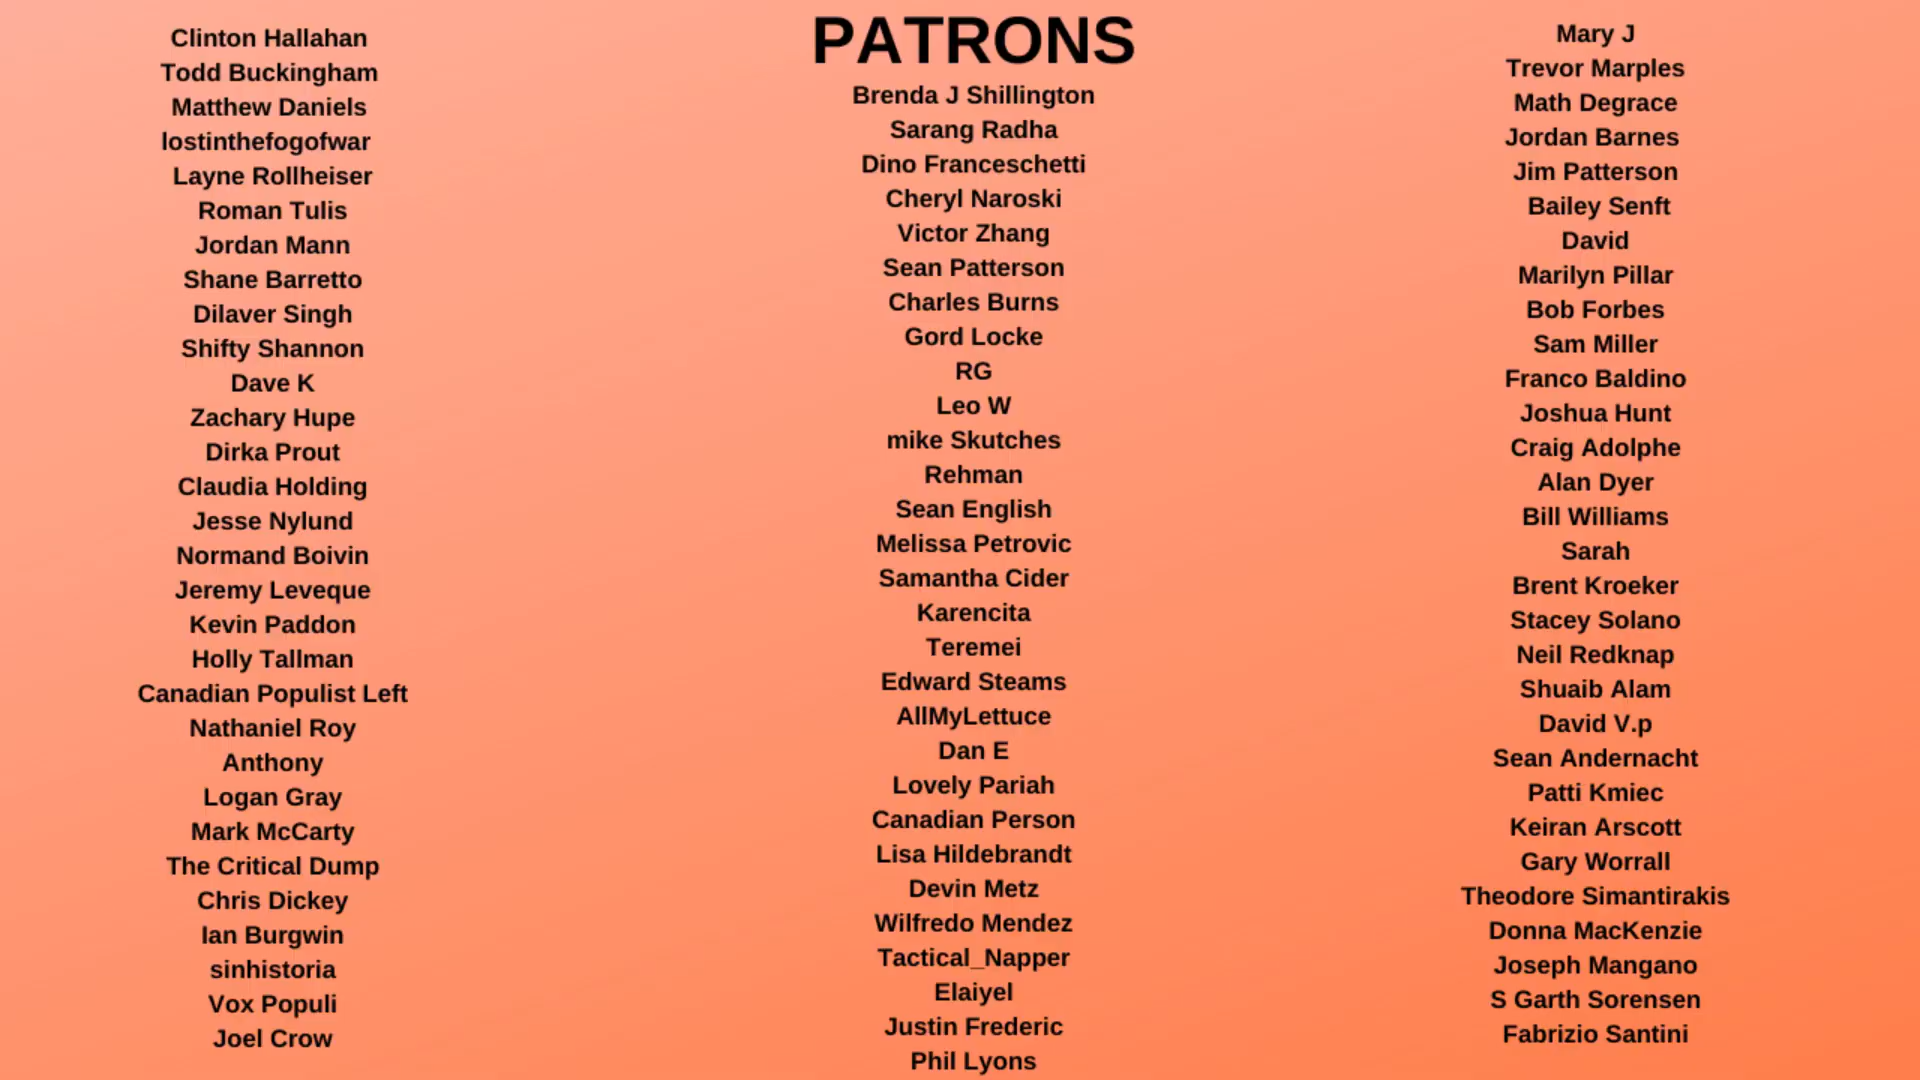 PATRONS
Clinton Hallahan
Todd Buckingham
Matthew Daniels
lostinthefogofwar
Layne Rollheiser
Roman Tulis
Jordan Mann
Shane Barretto
Dilaver Singh
Shifty Shannon
Dave K
Zachary Hupe
Dirka Prout
Claudia Holding
Jesse Nylund
Normand Boivin
Jeremy Leveque
Kevin Paddon
Holly Tallman
Canadian Populist Left
Nathaniel Roy
Anthony
Logan Gray
Mark McCarty
The Critical Dump
Chris Dickey
Ian Burgwin
sinhistoria
Vox Populi
Joel Crow
Brenda J Shillington
Sarang Radha
Dino Franceschetti
Cheryl Naroski
Victor Zhang
Sean Patterson
Charles Burns
Gord Locke
RG
Leo W
mike Skutches
Rehman
Sean English
Melissa Petrovic
Samantha Cider
Karencita
Teremei
Edward Steams
AllMyLettuce
Dan E
Lovely Pariah
Canadian Person
Lisa Hildebrandt
Devin Metz
Wilfredo Mendez
Tactical_Napper
Elaiyel
Justin Frederic
Phil Lyons
Mary J
Trevor Marples
Math Degrace
Jordan Barnes
Jim Patterson
Bailey Senft
David
Marilyn Pillar
Bob Forbes
Sam Miller
Franco Baldino
Joshua Hunt
Craig Adolphe
Alan Dyer
Bill Williams
Sarah
Brent Kroeker
Stacey Solano
Neil Redknap
Shuaib Alam
David V.p
Sean Andernacht
Patti Kmiec
Keiran Arscott
Gary Worrall
Theodore Simantirakis
Donna MacKenzie
Joseph Mangano
S Garth Sorensen
Fabrizio Santini